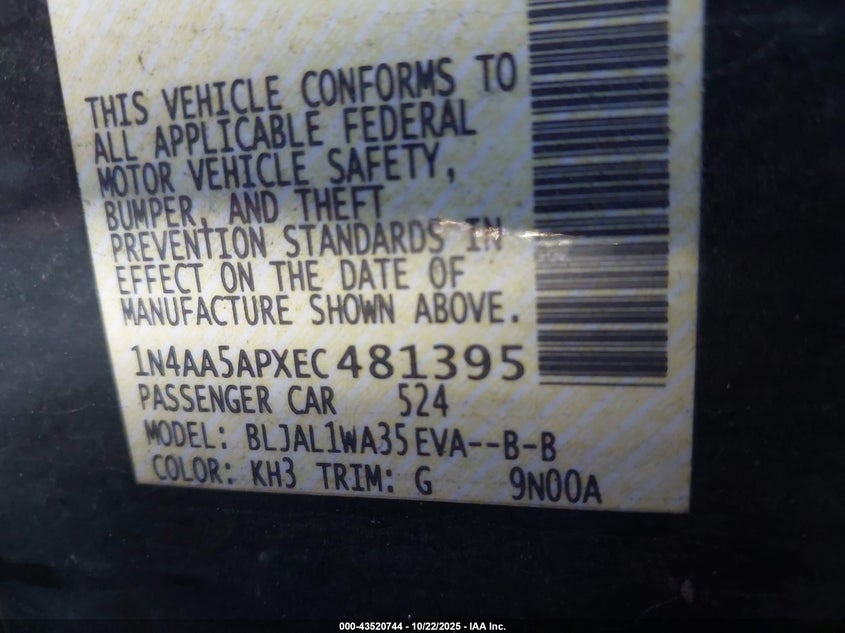 THIS VEHICLE CONFORMS TO
ALL APPLICABLE FEDERAL
MOTOR VEHICLE SAFETY,
BUMPER, AND THEFT
PREVENTION STANDARDS IN
EFFECT ON THE DATE OF
MANUFACTURE SHOWN ABOVE.
1N4AA5APXEC481395
PASSENGER CAR 524
MODEL: BLJAL1WA35EVA--B-B
COLOR: KH3 TRIM: G 9N00A
000-43520744 - 10/22/2025 - IAA Inc.